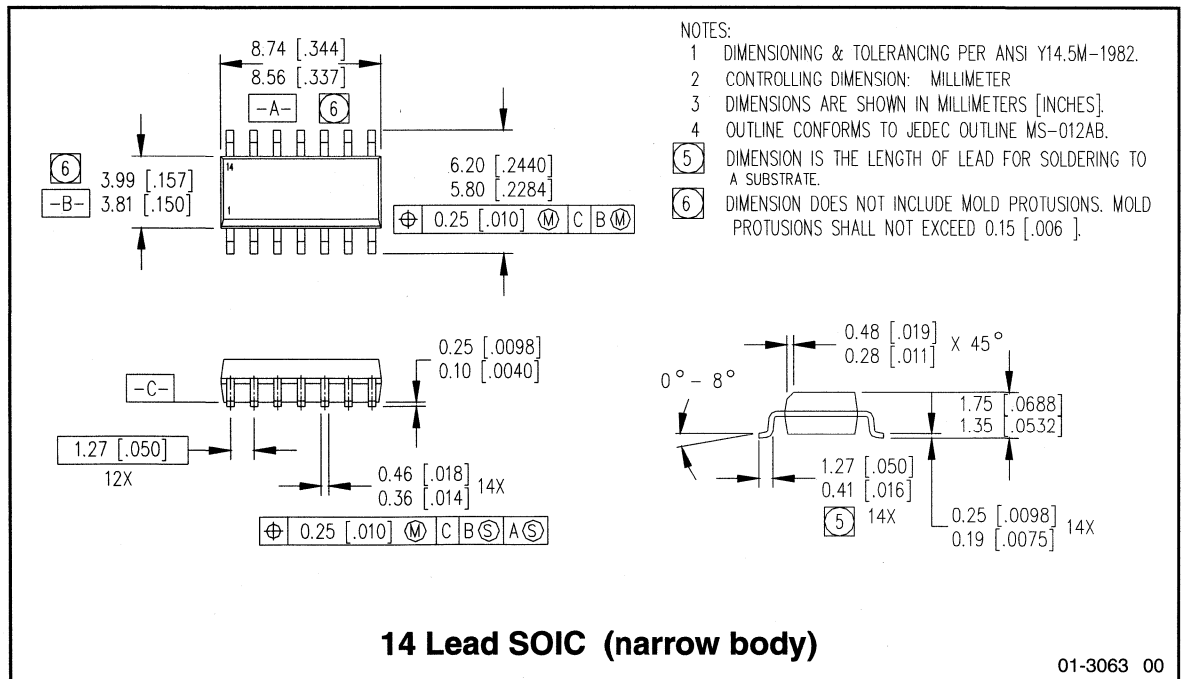 8.74 [.344]
8.56 [.337]
-A- 6
6
3.99 [.157]
3.81 [.150]
-B-
14
1
6.20 [.2440]
5.80 [.2284]
⌖ 0.25 [.010] Ⓜ C B Ⓜ
NOTES:
1 DIMENSIONING & TOLERANCING PER ANSI Y14.5M-1982.
2 CONTROLLING DIMENSION: MILLIMETER
3 DIMENSIONS ARE SHOWN IN MILLIMETERS [INCHES].
4 OUTLINE CONFORMS TO JEDEC OUTLINE MS-012AB.
5 DIMENSION IS THE LENGTH OF LEAD FOR SOLDERING TO
A SUBSTRATE.
6 DIMENSION DOES NOT INCLUDE MOLD PROTUSIONS. MOLD
PROTUSIONS SHALL NOT EXCEED 0.15 [.006 ].
0.25 [.0098]
0.10 [.0040]
-C-
1.27 [.050]
12X
0.46 [.018]
0.36 [.014] 14X
⌖ 0.25 [.010] Ⓜ C B Ⓢ A Ⓢ
0.48 [.019]
0.28 [.011] X 45°
0° - 8°
1.75 [.0688]
1.35 [.0532]
1.27 [.050]
0.41 [.016]
5 14X
0.25 [.0098]
0.19 [.0075] 14X
14 Lead SOIC (narrow body)
01-3063 00